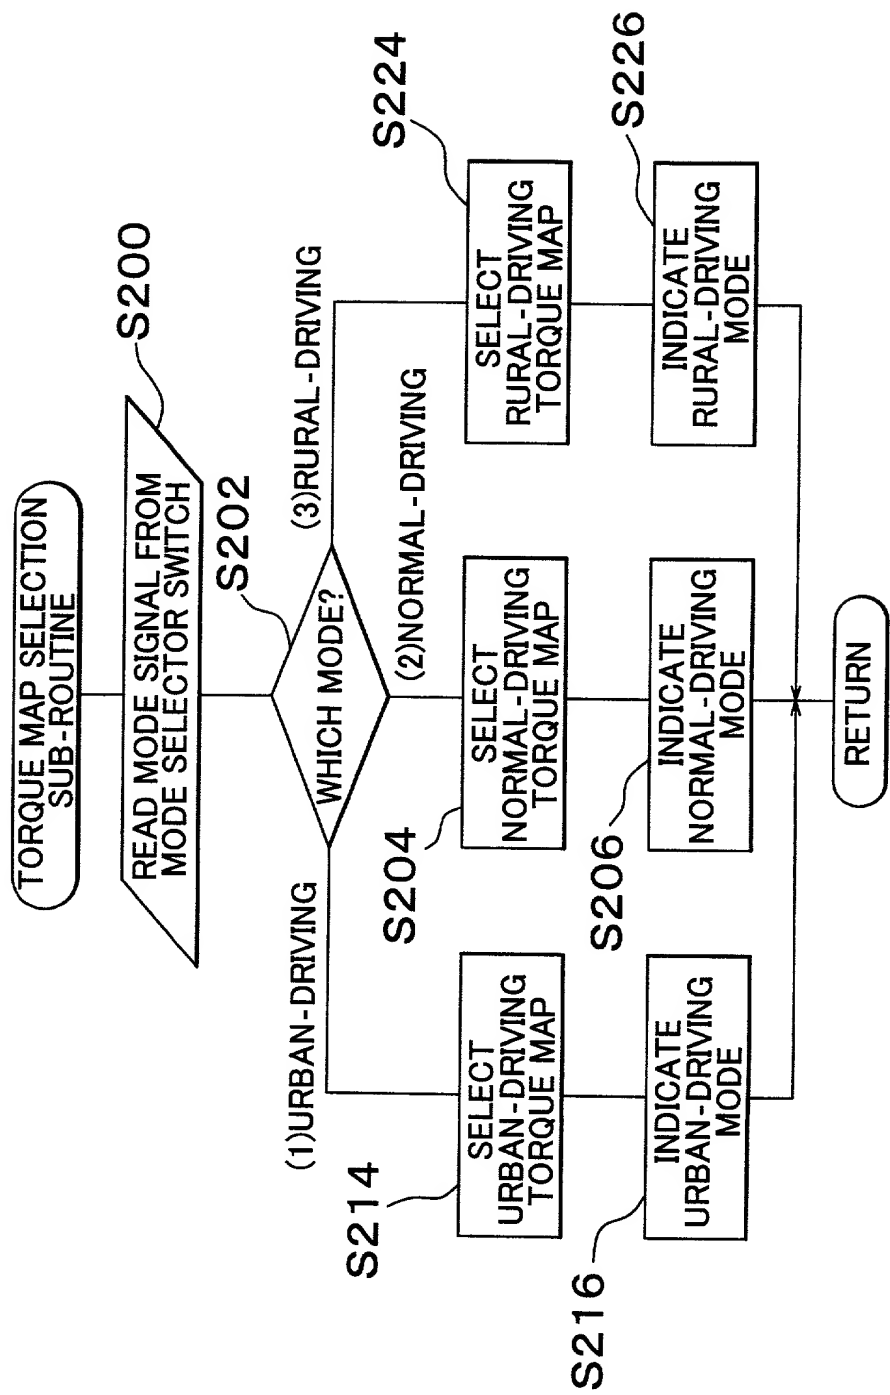 TORQUE MAP SELECTION
SUB-ROUTINE
READ MODE SIGNAL FROM
MODE SELECTOR SWITCH
S200
WHICH MODE?
S202
(1)URBAN-DRIVING
(2)NORMAL-DRIVING
(3)RURAL-DRIVING
S214
SELECT
URBAN-DRIVING
TORQUE MAP
S204
SELECT
NORMAL-DRIVING
TORQUE MAP
S224
SELECT
RURAL-DRIVING
TORQUE MAP
S216
INDICATE
URBAN-DRIVING
MODE
S206
INDICATE
NORMAL-DRIVING
MODE
S226
INDICATE
RURAL-DRIVING
MODE
RETURN